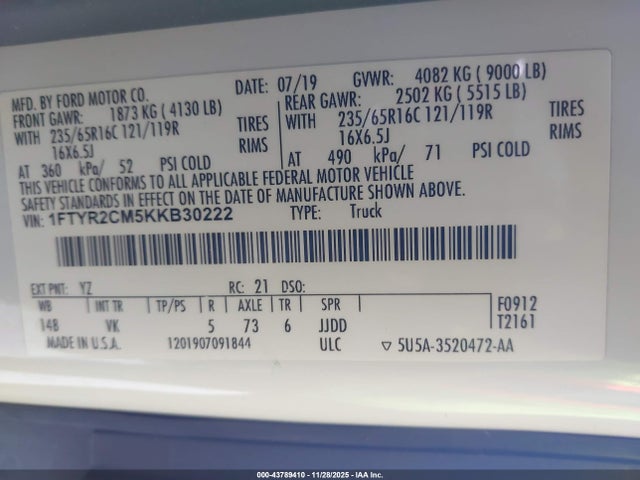 MFD. BY FORD MOTOR CO. DATE: 07/19 GVWR: 4082 KG ( 9000 LB)
FRONT GAWR: 1873 KG ( 4130 LB) REAR GAWR: 2502 KG ( 5515 LB)
WITH 235/65R16C 121/119R TIRES WITH 235/65R16C 121/119R TIRES
16X6.5J RIMS 16X6.5J RIMS
AT 360 kPa/ 52 PSI COLD AT 490 kPa/ 71 PSI COLD
THIS VEHICLE CONFORMS TO ALL APPLICABLE FEDERAL MOTOR VEHICLE
SAFETY STANDARDS IN EFFECT ON THE DATE OF MANUFACTURE SHOWN ABOVE.
VIN: 1FTYR2CM5KKB30222 TYPE: Truck
EXT PNT: YZ RC: 21 DSO:
WB INT TR TP/PS R AXLE TR SPR F0912
148 VK 5 73 6 JJDD T2161
MADE IN U.S.A. 1201907091844 ULC ▽ 5U5A-3520472-AA
000-43789410 - 11/28/2025 - IAA Inc.